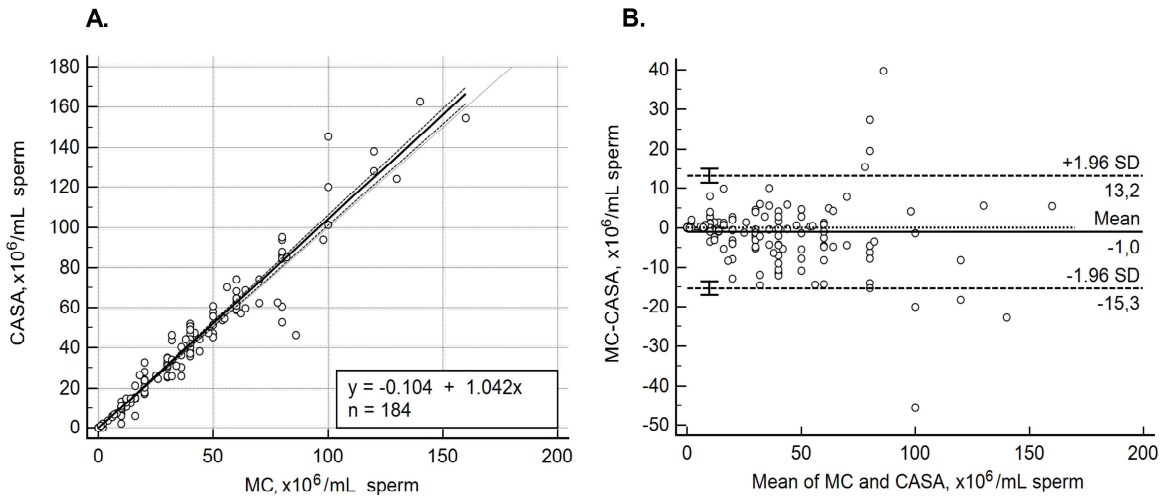 A.
180
160
140
120
100
80
60
40
20
0
CASA, x10⁶/mL sperm
y = -0.104 + 1.042x
n = 184
0 50 100 150 200
MC, x10⁶/mL sperm
B.
40
30
20
10
0
-10
-20
-30
-40
-50
MC-CASA, x10⁶/mL sperm
+1.96 SD
13,2
Mean
-1,0
-1.96 SD
-15,3
0 50 100 150 200
Mean of MC and CASA, x10⁶/mL sperm